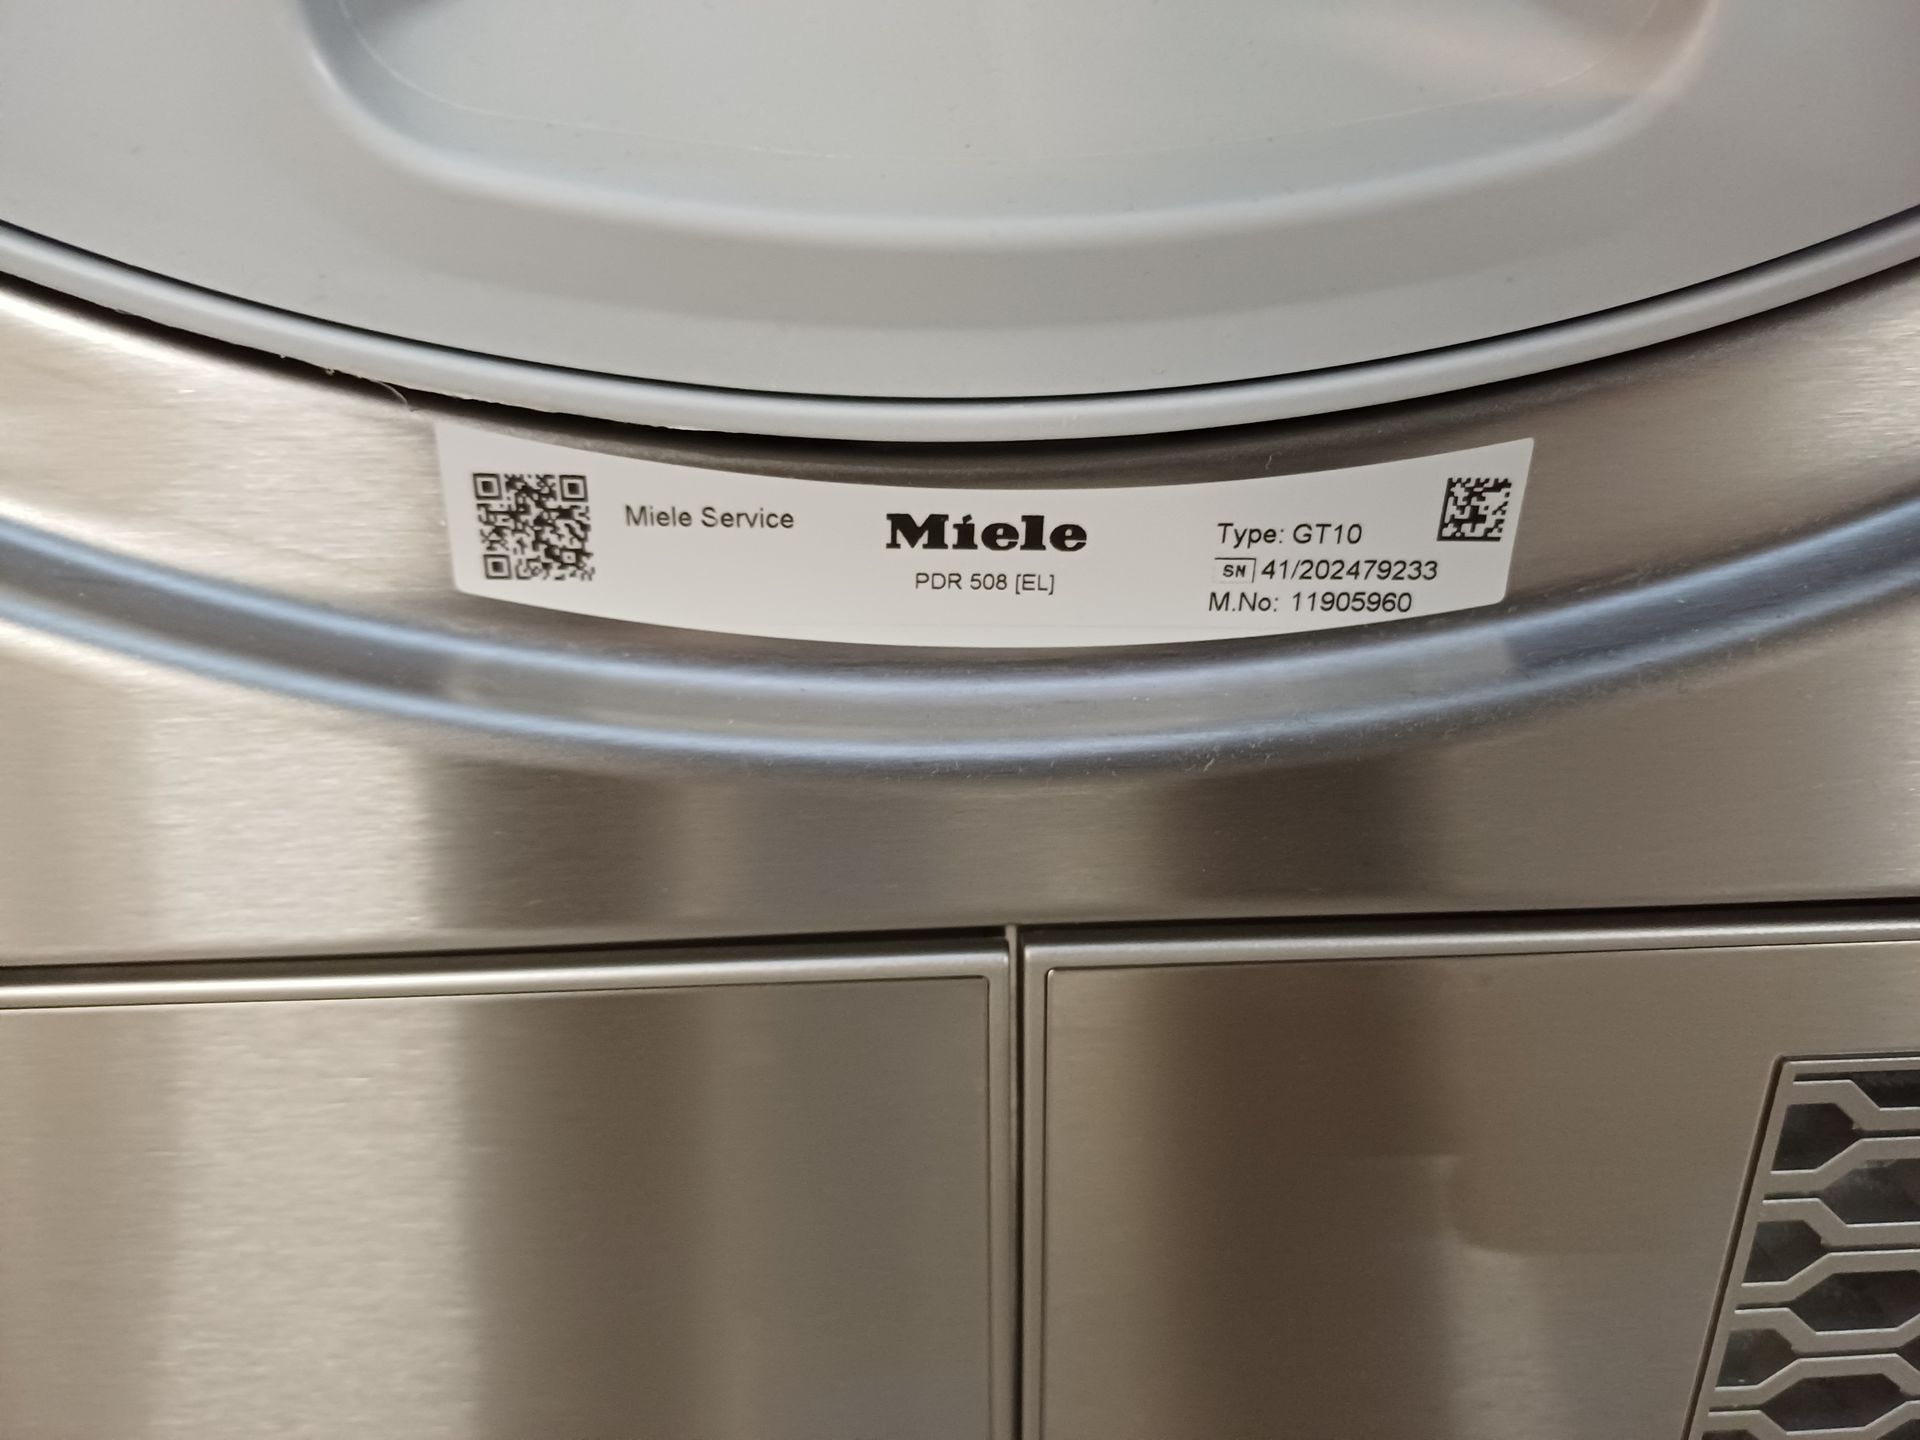 Miele Service
Miele
PDR 508 [EL]
Type: GT10
SN 41/202479233
M.No: 11905960